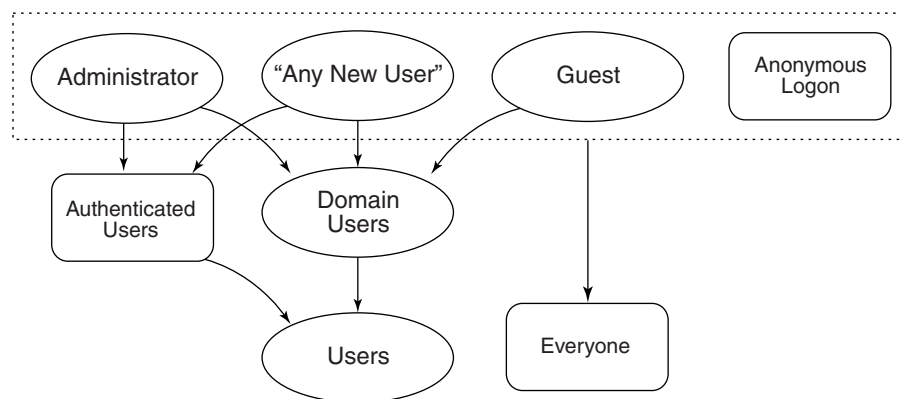 Administrator
“Any New User”
Guest
Anonymous
Logon
Authenticated
Users
Domain
Users
Users
Everyone